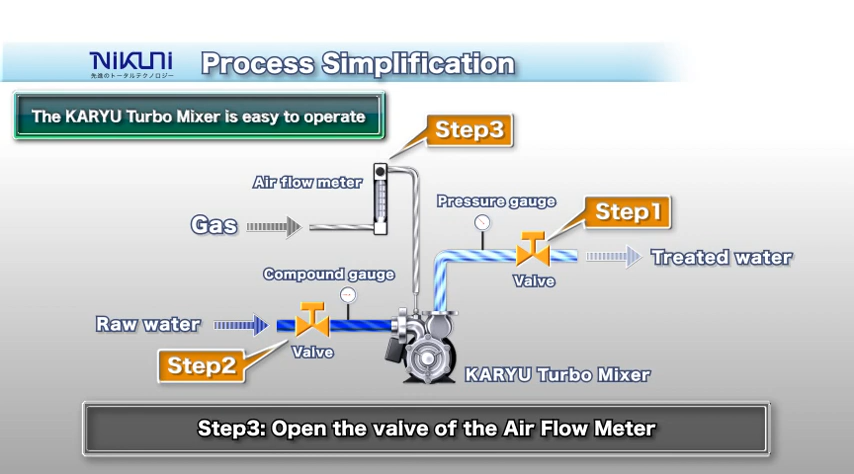 NiKUNi
先進のトータルテクノロジー
Process Simplification
The KARYU Turbo Mixer is easy to operate
Step3
Air flow meter
Pressure gauge
Step1
Gas
Treated water
Valve
Compound gauge
Raw water
Valve
Step2
KARYU Turbo Mixer
Step3: Open the valve of the Air Flow Meter